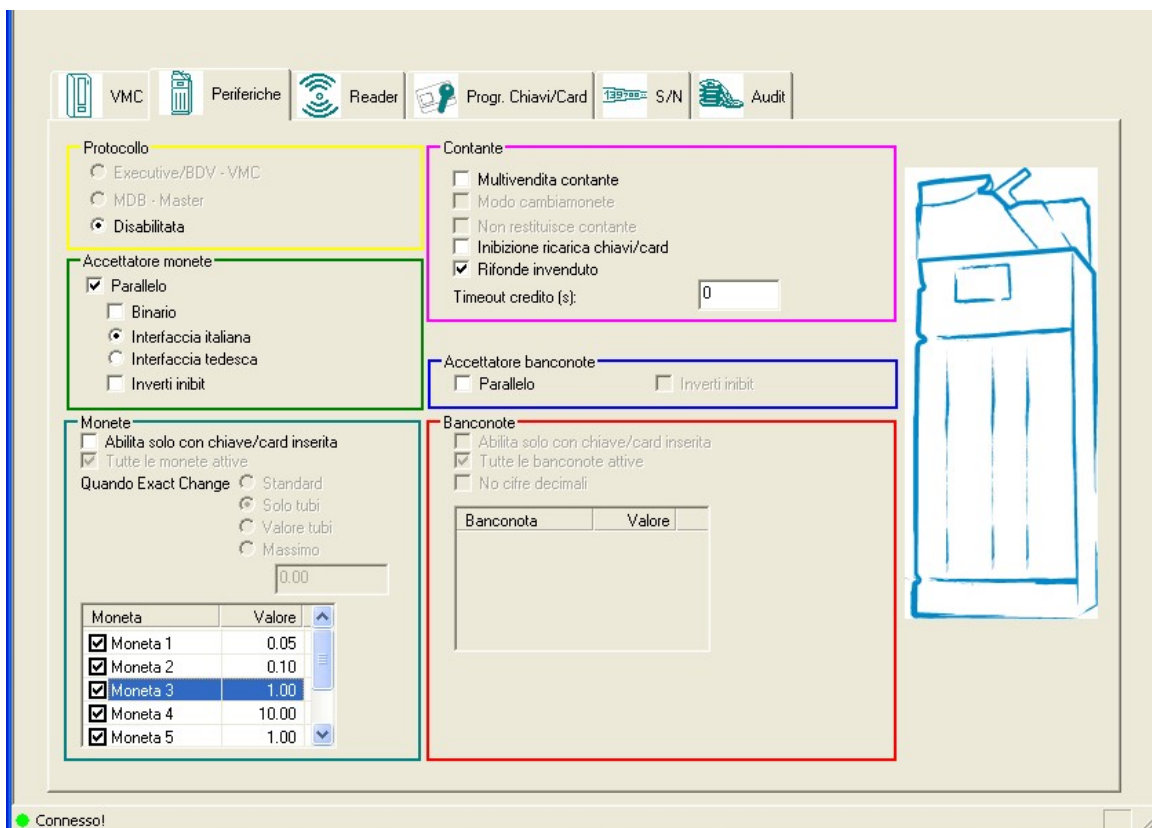 VMC
Periferiche
Reader
Progr. Chiavi/Card
S/N
Audit
Protocollo
Executive/BDV - VMC
MDB - Master
Disabilitata
Accettatore monete
Parallelo
Binario
Interfaccia italiana
Interfaccia tedesca
Inverti inibit
Contante
Multivendita contante
Modo cambiamonete
Non restituisce contante
Inibizione ricarica chiavi/card
Rifonde invenduto
Timeout credito (s): 0
Accettatore banconote
Parallelo Inverti inibit
Monete
Abilita solo con chiave/card inserita
Tutte le monete attive
Quando Exact Change Standard
Solo tubi
Valore tubi
Massimo
0.00
Moneta Valore
Moneta 1 0.05
Moneta 2 0.10
Moneta 3 1.00
Moneta 4 10.00
Moneta 5 1.00
Banconote
Abilita solo con chiave/card inserita
Tutte le banconote attive
No cifre decimali
Banconota Valore
Connesso!